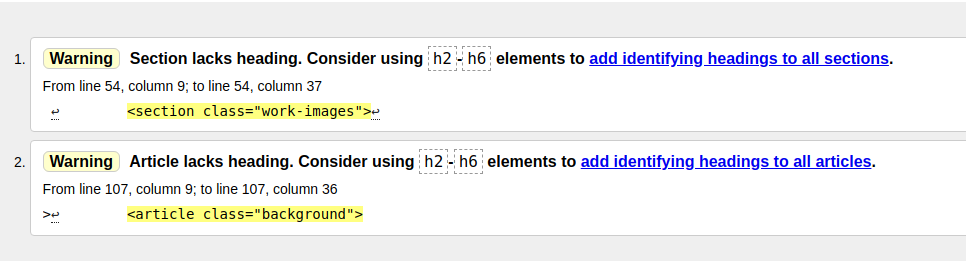 1. Warning Section lacks heading. Consider using h2-h6 elements to add identifying headings to all sections.
From line 54, column 9; to line 54, column 37
↩ <section class="work-images">↩
2. Warning Article lacks heading. Consider using h2-h6 elements to add identifying headings to all articles.
From line 107, column 9; to line 107, column 36
>↩ <article class="background">